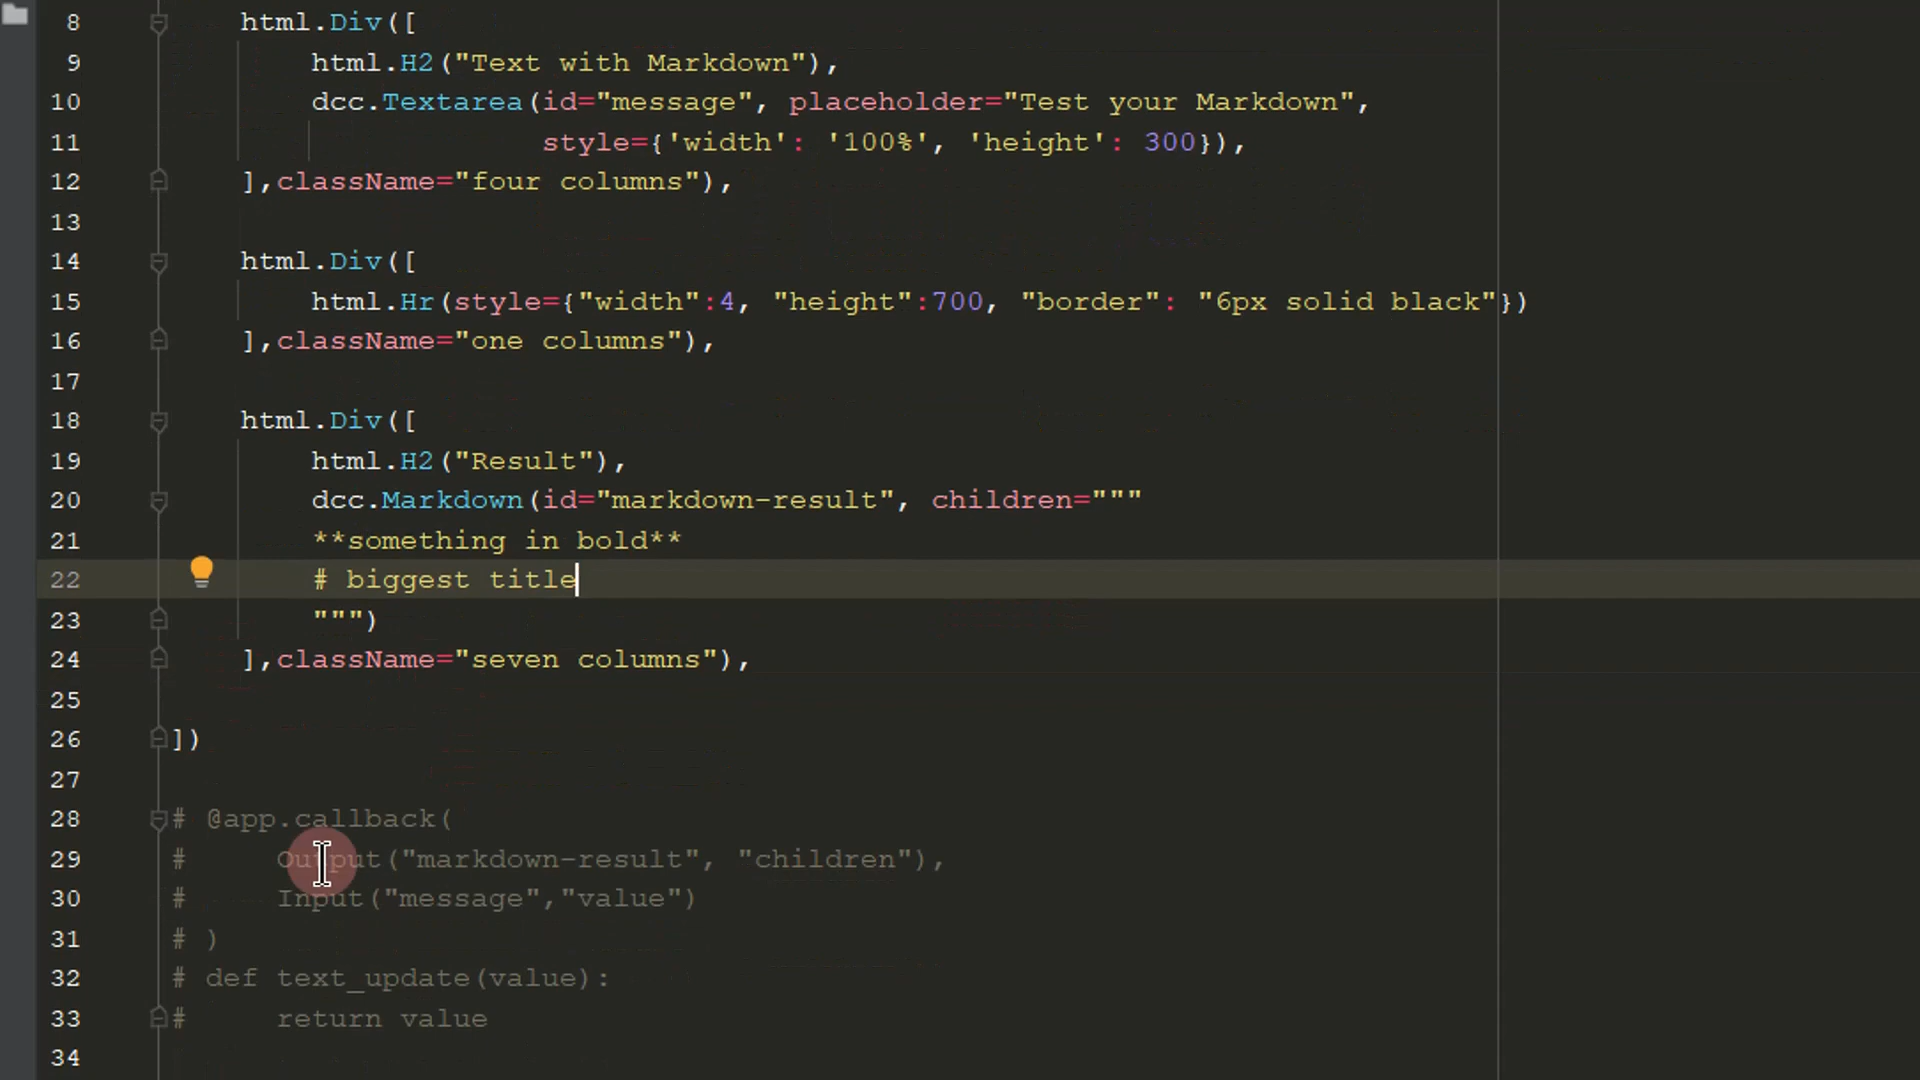 8 html.Div([
9 html.H2("Text with Markdown"),
10 dcc.Textarea(id="message", placeholder="Test your Markdown",
11 style={'width': '100%', 'height': 300}),
12 ],className="four columns"),
13
14 html.Div([
15 html.Hr(style={"width":4, "height":700, "border": "6px solid black"})
16 ],className="one columns"),
17
18 html.Div([
19 html.H2("Result"),
20 dcc.Markdown(id="markdown-result", children="""
21 **something in bold**
22 # biggest title
23 """)
24 ],className="seven columns"),
25
26 ])
27
28 # @app.callback(
29 # Output("markdown-result", "children"),
30 # Input("message","value")
31 # )
32 # def text_update(value):
33 # return value
34